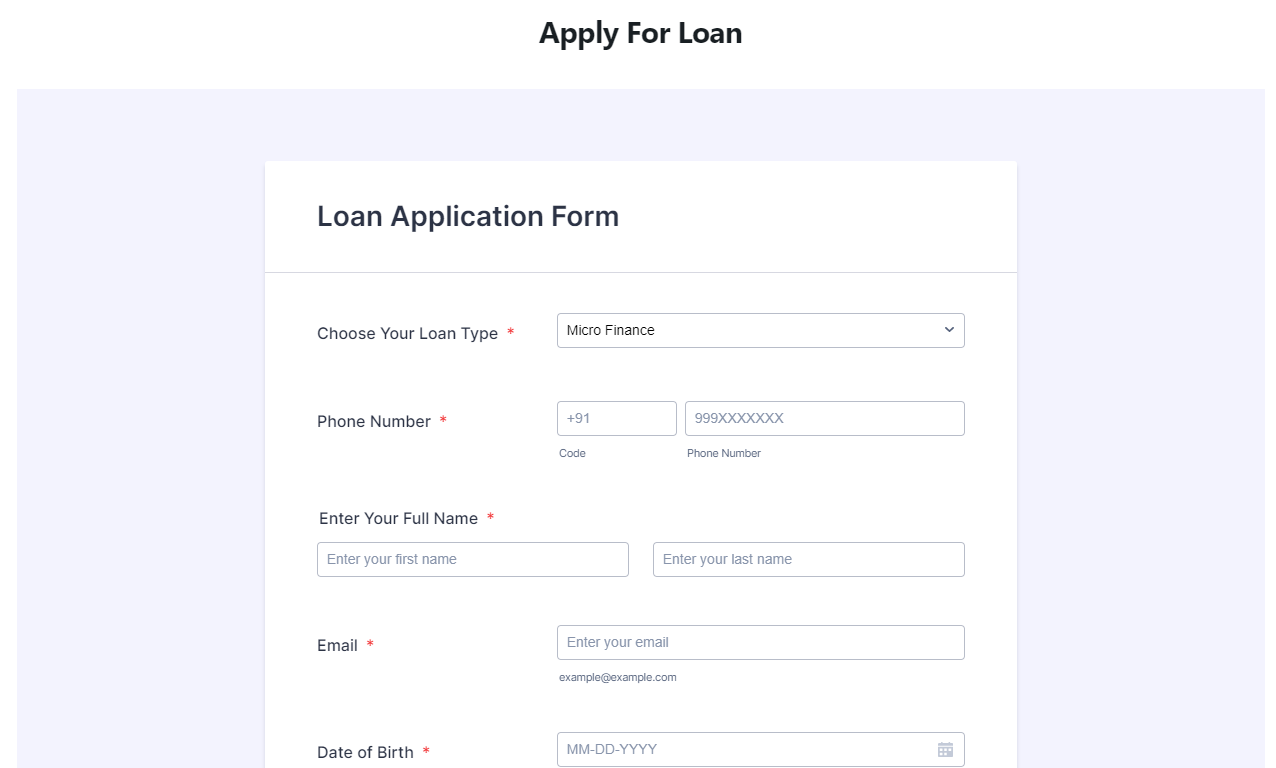 Apply For Loan
Loan Application Form
Choose Your Loan Type *
Micro Finance
Phone Number *
+91
999XXXXXXX
Code
Phone Number
Enter Your Full Name *
Enter your first name
Enter your last name
Email *
Enter your email
example@example.com
Date of Birth *
MM-DD-YYYY